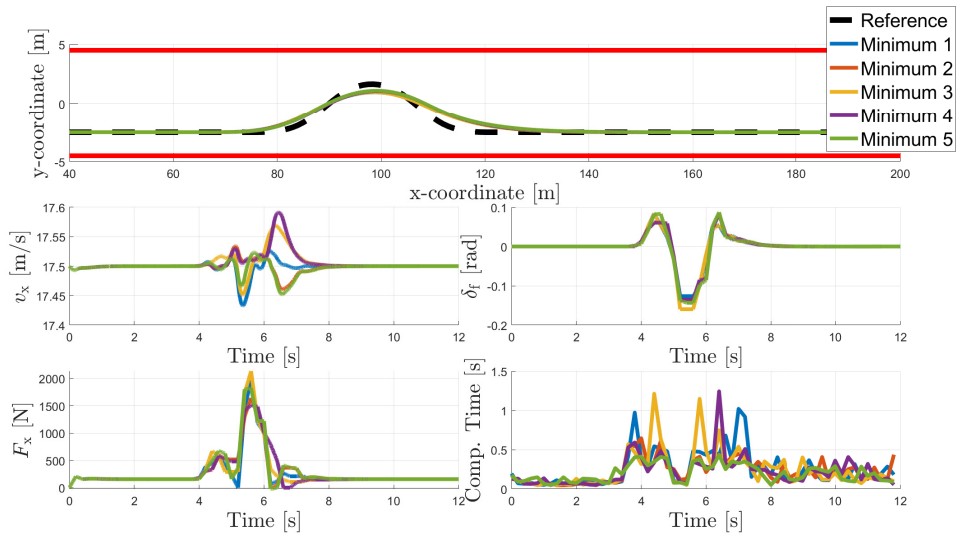 Reference
Minimum 1
Minimum 2
Minimum 3
Minimum 4
Minimum 5
y-coordinate [m]
5
0
-5
40 60 80 100 120 140 160 180 200
x-coordinate [m]
vx [m/s]
17.6
17.55
17.5
17.45
17.4
0 2 4 6 8 10 12
Time [s]
δf [rad]
0.1
0
-0.1
-0.2
0 2 4 6 8 10 12
Time [s]
Fx [N]
2000
1500
1000
500
0
0 2 4 6 8 10 12
Time [s]
Comp. Time [s]
1.5
1
0.5
0
0 2 4 6 8 10 12
Time [s]